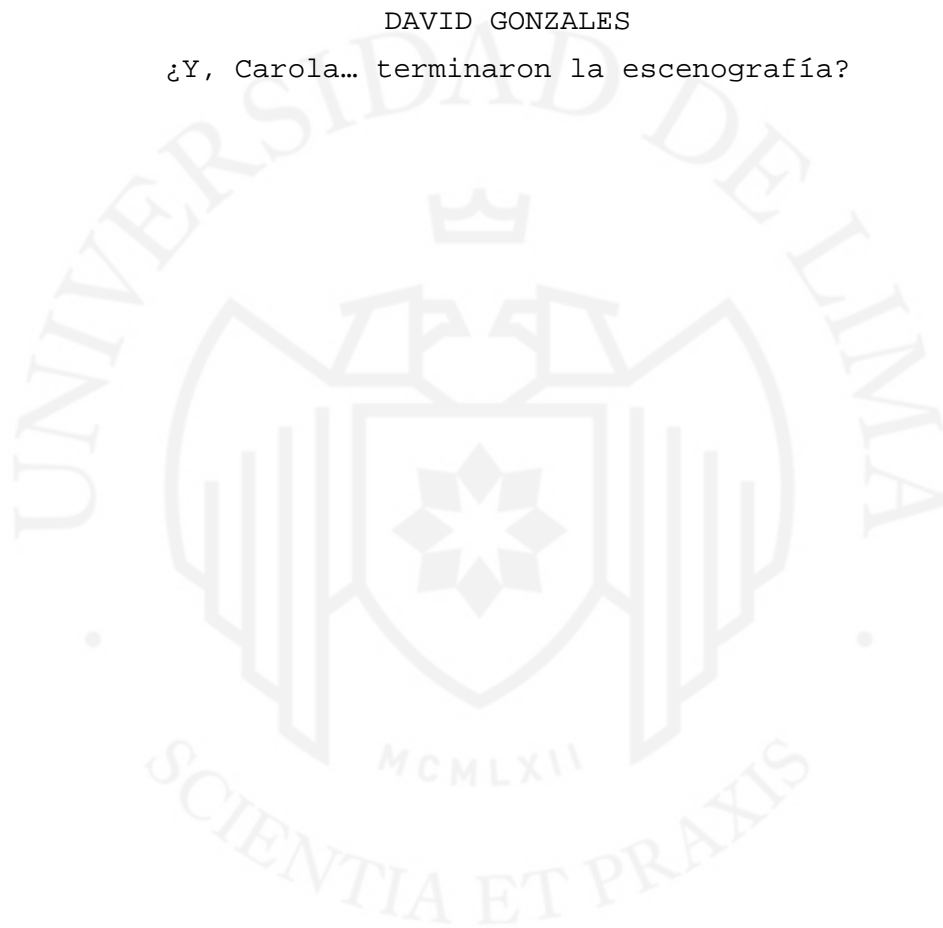 DAVID GONZALES
¿Y, Carola… terminaron la escenografía?
UNIVERSIDAD DE LIMA
MCMLXII
SCIENTIA ET PRAXIS